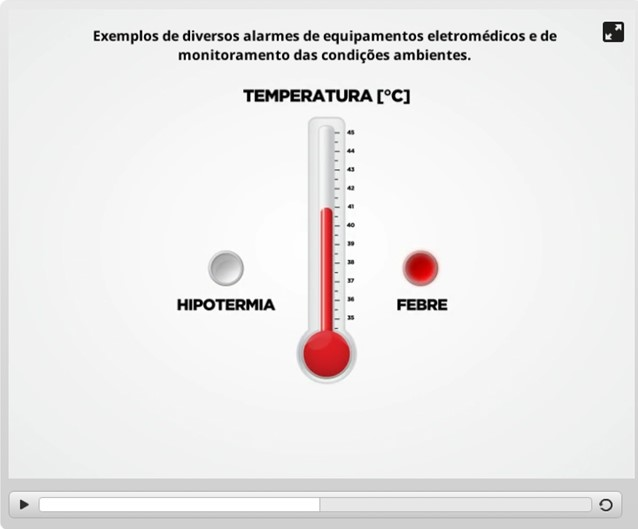 Exemplos de diversos alarmes de equipamentos eletromédicos e de
monitoramento das condições ambientes.
TEMPERATURA [°C]
45
44
43
42
41
40
39
38
37
36
35
HIPOTERMIA
FEBRE